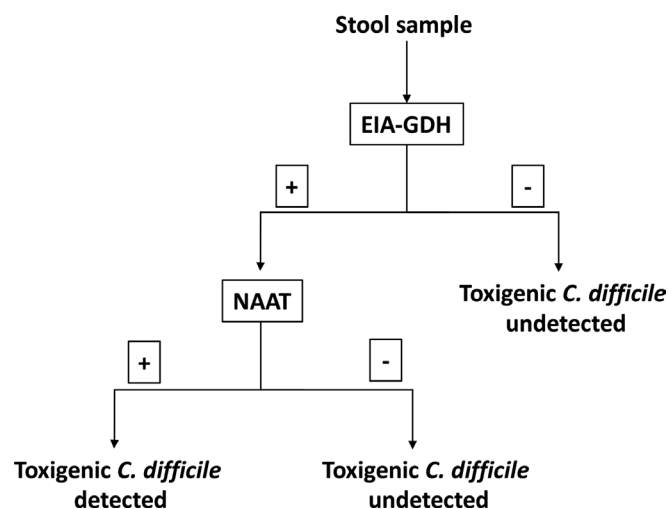 Stool sample
EIA-GDH
+
-
NAAT
Toxigenic C. difficile
undetected
+
-
Toxigenic C. difficile
detected
Toxigenic C. difficile
undetected